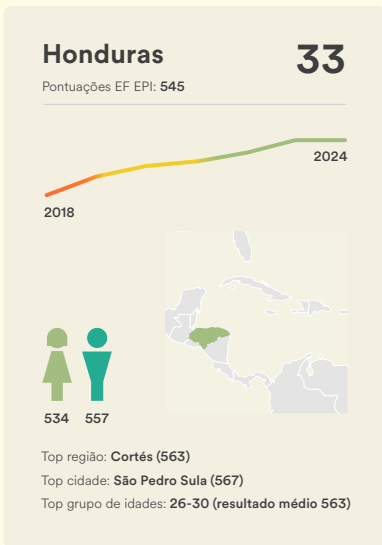 Honduras 33
Pontuações EF EPI: 545
2024
2018
534 557
Top região: Cortés (563)
Top cidade: São Pedro Sula (567)
Top grupo de idades: 26-30 (resultado médio 563)